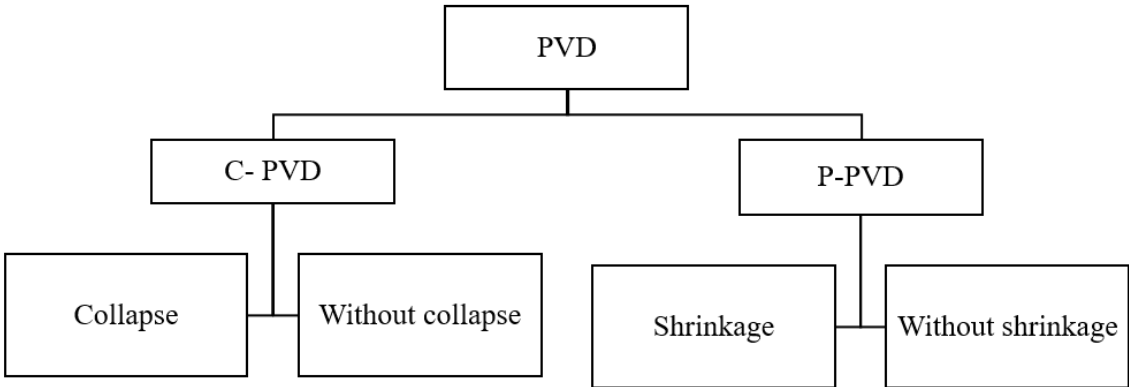 PVD
C- PVD
P-PVD
Collapse
Without collapse
Shrinkage
Without shrinkage